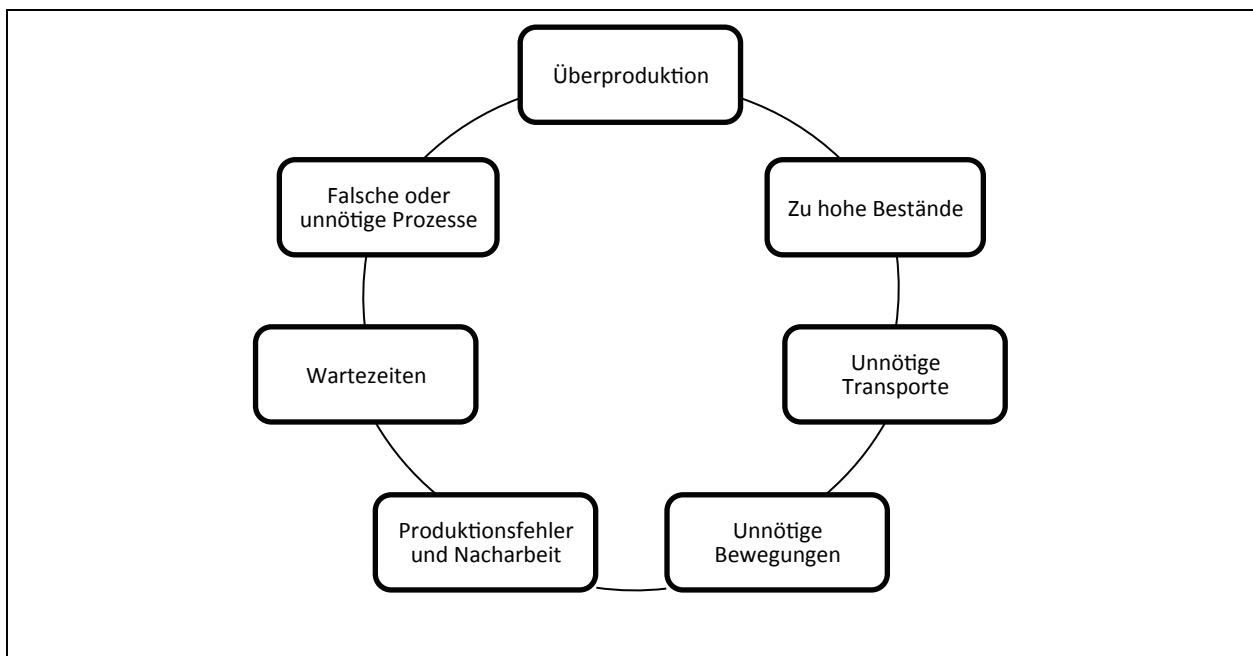 Überproduktion
Falsche oder
unnötige Prozesse
Zu hohe Bestände
Wartezeiten
Unnötige
Transporte
Produktionsfehler
und Nacharbeit
Unnötige
Bewegungen